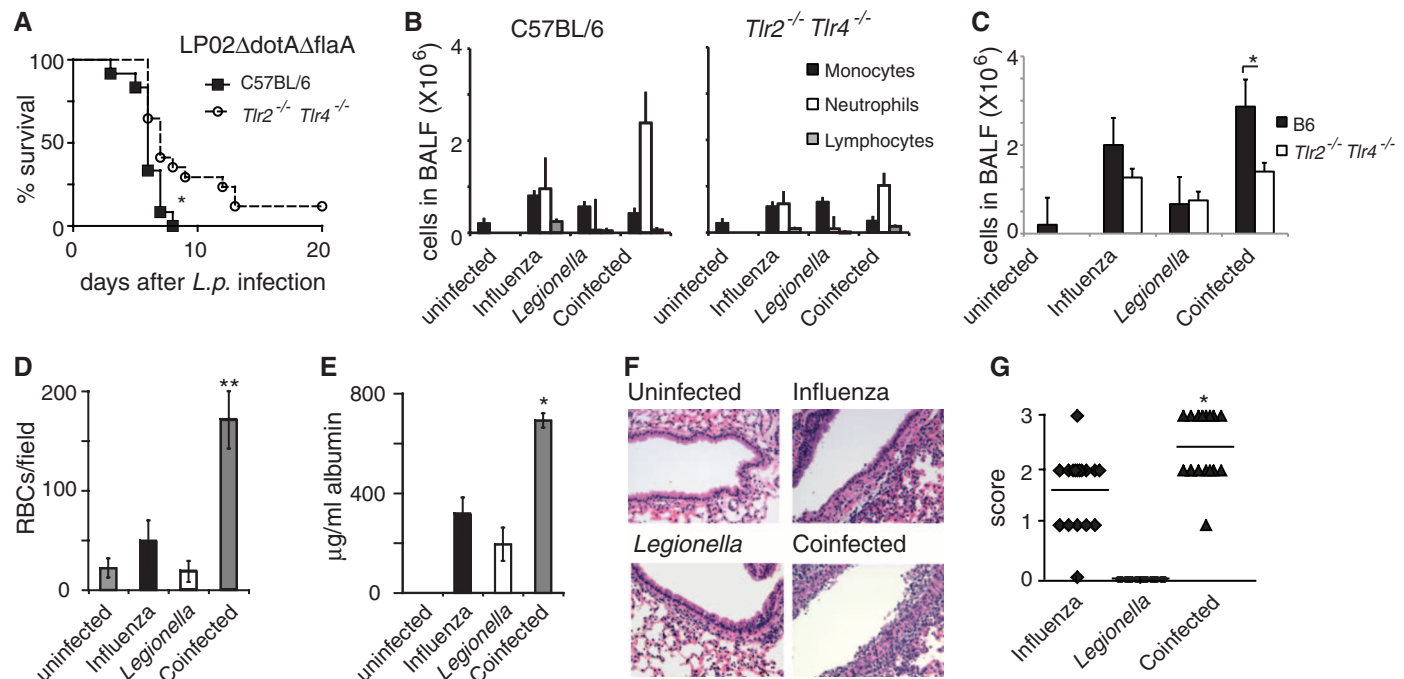 A
LP02ΔdotAΔflaA
C57BL/6
Tlr2-/- Tlr4-/-
100
50
0
% survival
*
0 10 20
days after L.p. infection
B
C57BL/6
Tlr2-/- Tlr4-/-
Monocytes
Neutrophils
Lymphocytes
4
2
0
cells in BALF (X10⁶)
uninfected
Influenza
Legionella
Coinfected
uninfected
Influenza
Legionella
Coinfected
C
4
2
0
cells in BALF (X10⁶)
*
B6
Tlr2-/- Tlr4-/-
uninfected
Influenza
Legionella
Coinfected
D
200
100
0
RBCs/field
**
uninfected
Influenza
Legionella
Coinfected
E
800
400
0
µg/ml albumin
*
uninfected
Influenza
Legionella
Coinfected
F
Uninfected
Influenza
Legionella
Coinfected
G
3
2
1
0
score
*
Influenza
Legionella
Coinfected